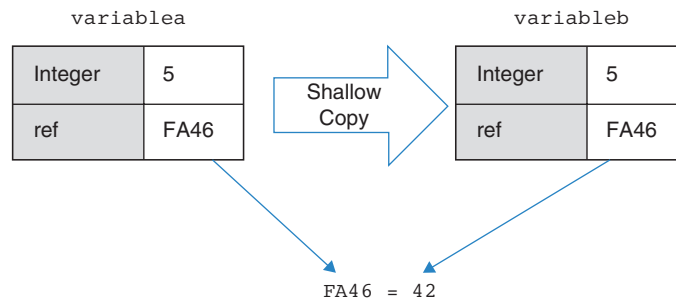 variablea
variableb
Integer 5
ref FA46
Shallow
Copy
Integer 5
ref FA46
FA46 = 42